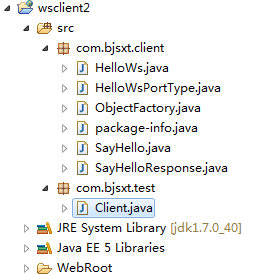 wsclient2
src
com.bjsxt.client
HelloWs.java
HelloWsPortType.java
ObjectFactory.java
package-info.java
SayHello.java
SayHelloResponse.java
com.bjsxt.test
Client.java
JRE System Library [jdk1.7.0_40]
Java EE 5 Libraries
WebRoot